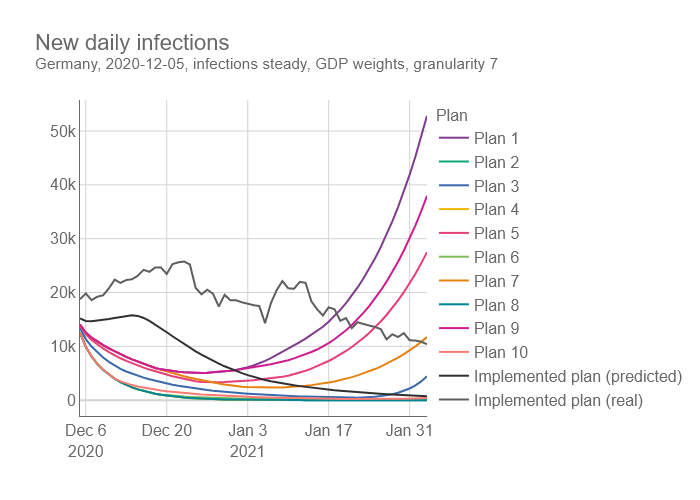 New daily infections
Germany, 2020-12-05, infections steady, GDP weights, granularity 7
Plan
50k
Plan 1
Plan 2
40k
Plan 3
Plan 4
30k
Plan 5
Plan 6
20k
Plan 7
Plan 8
10k
Plan 9
Plan 10
Implemented plan (predicted)
0
Implemented plan (real)
Dec 6 Dec 20 Jan 3 Jan 17 Jan 31
2020 2021